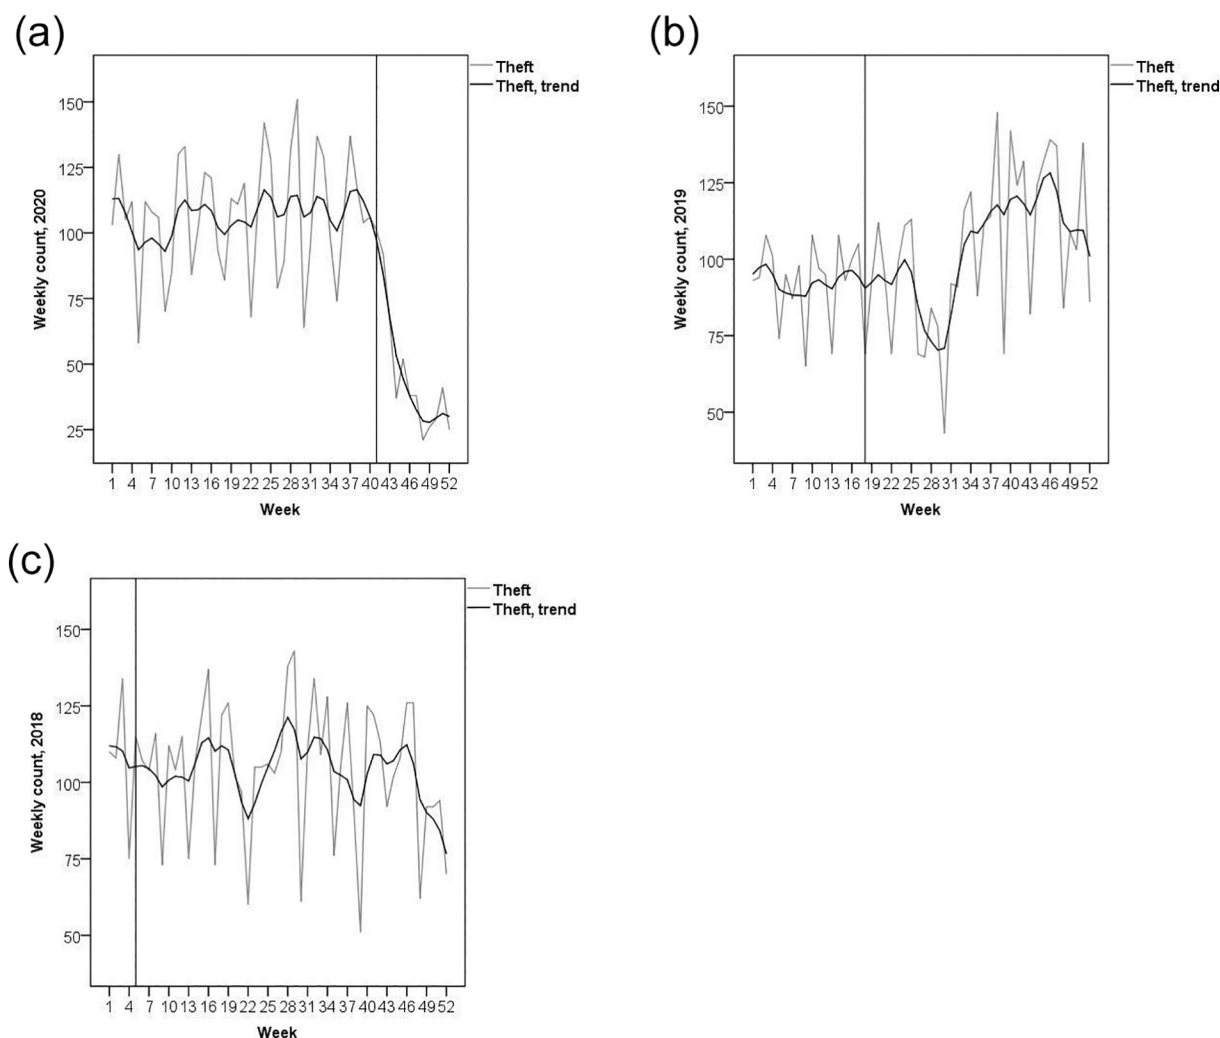 (a)
Theft
Theft, trend
150
125
100
75
50
25
Weekly count, 2020
1 4 7 10 13 16 19 22 25 28 31 34 37 40 43 46 49 52
Week
(b)
Theft
Theft, trend
150
125
100
75
50
Weekly count, 2019
1 4 7 10 13 16 19 22 25 28 31 34 37 40 43 46 49 52
Week
(c)
Theft
Theft, trend
150
125
100
75
50
Weekly count, 2018
1 4 7 10 13 16 19 22 25 28 31 34 37 40 43 46 49 52
Week